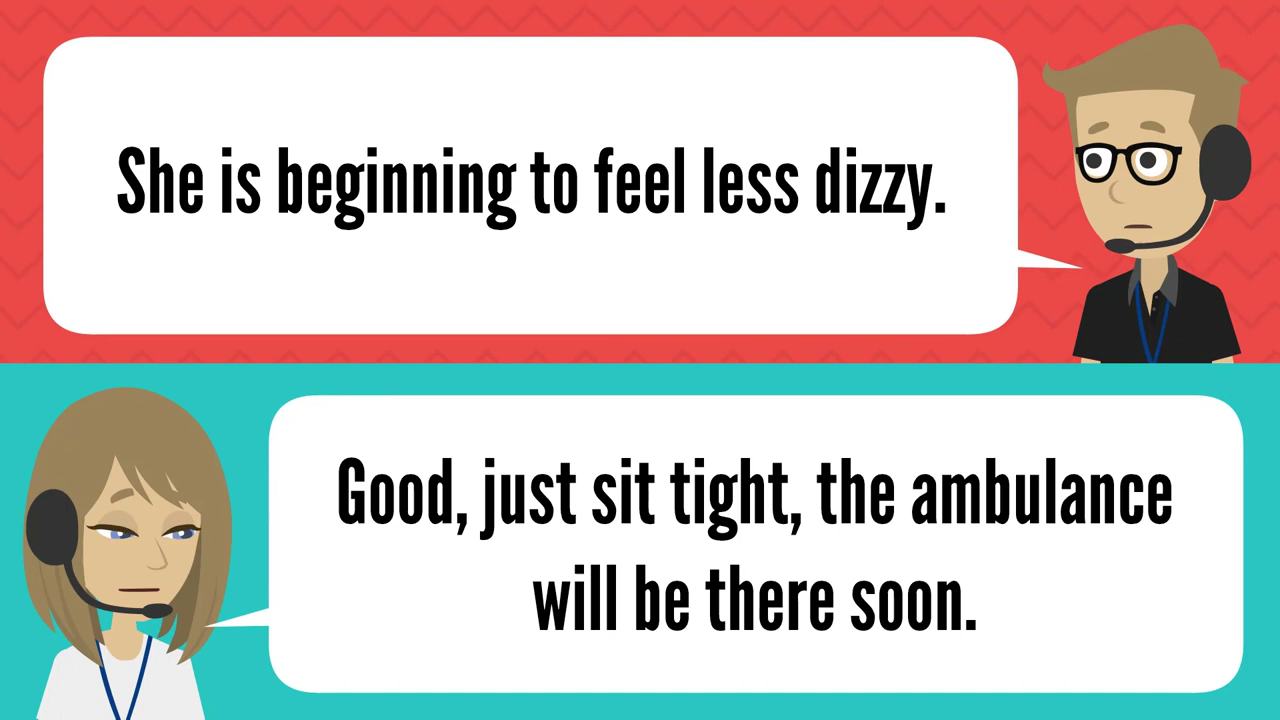 She is beginning to feel less dizzy.
Good, just sit tight, the ambulance
will be there soon.